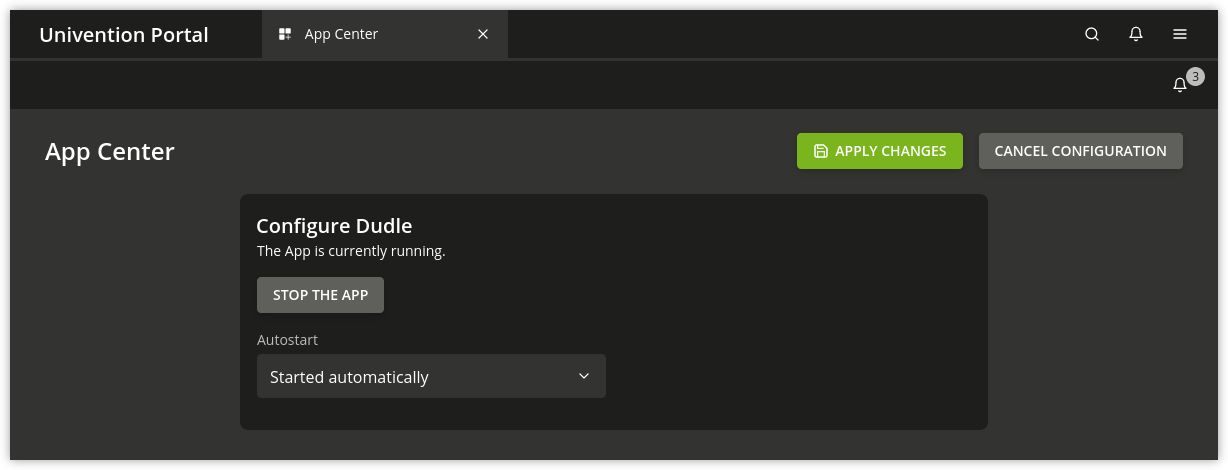 Univention Portal
App Center
3
App Center
APPLY CHANGES
CANCEL CONFIGURATION
Configure Dudle
The App is currently running.
STOP THE APP
Autostart
Started automatically